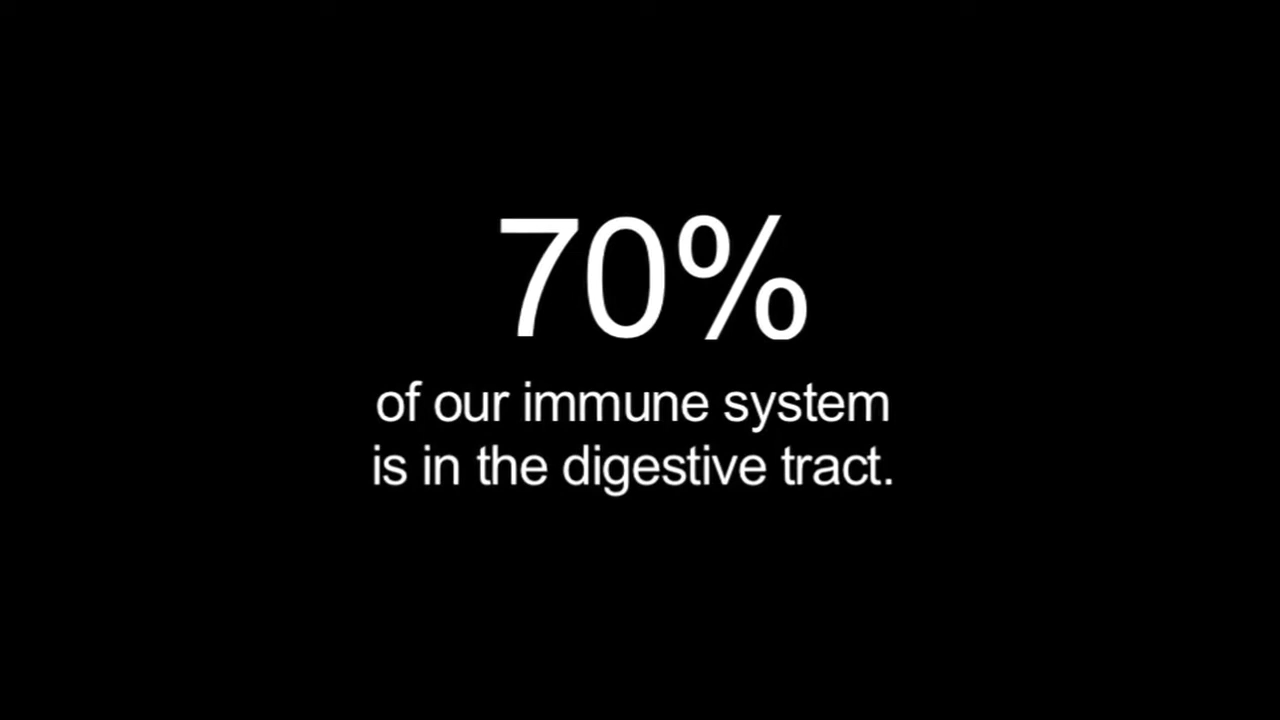 70%
of our immune system
is in the digestive tract.